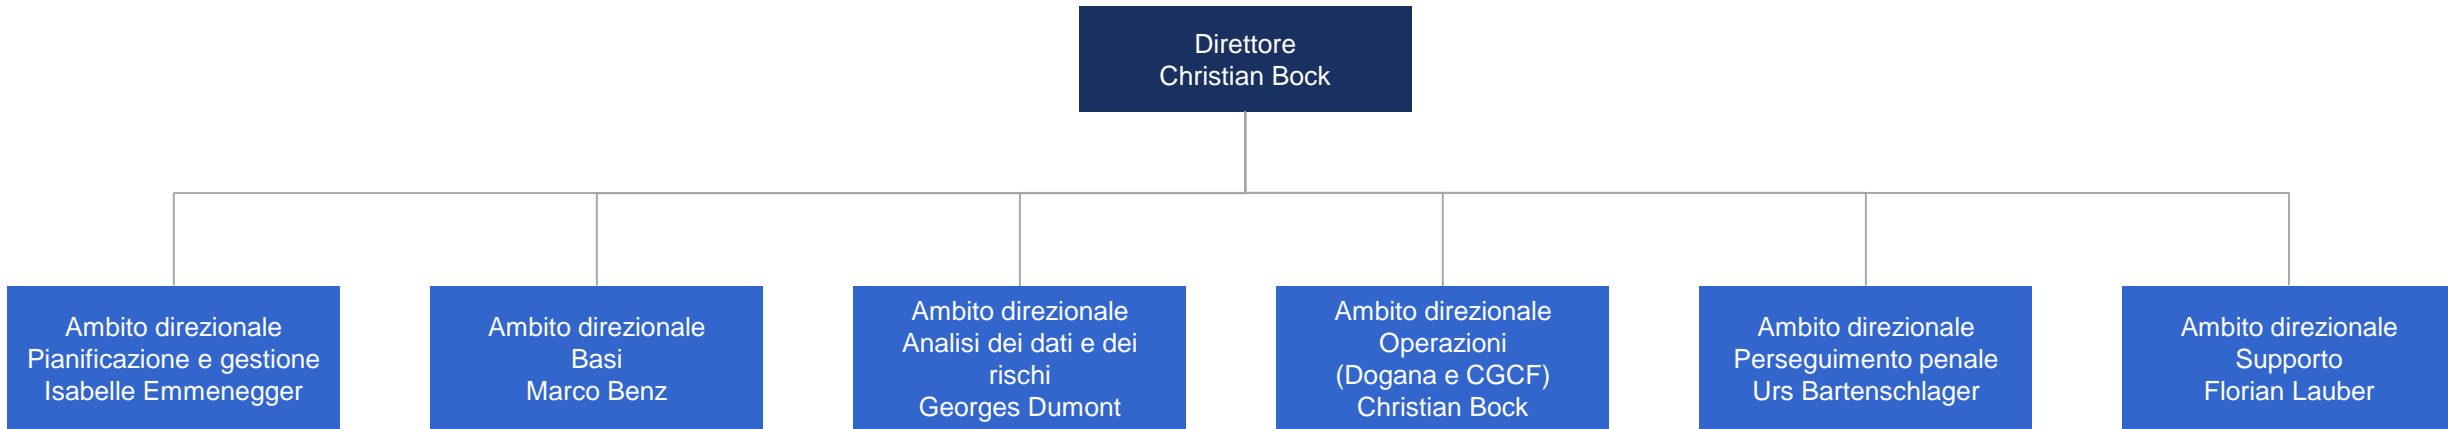 Direttore
Christian Bock
Ambito direzionale
Pianificazione e gestione
Isabelle Emmenegger
Ambito direzionale
Basi
Marco Benz
Ambito direzionale
Analisi dei dati e dei
rischi
Georges Dumont
Ambito direzionale
Operazioni
(Dogana e CGCF)
Christian Bock
Ambito direzionale
Perseguimento penale
Urs Bartenschlager
Ambito direzionale
Supporto
Florian Lauber